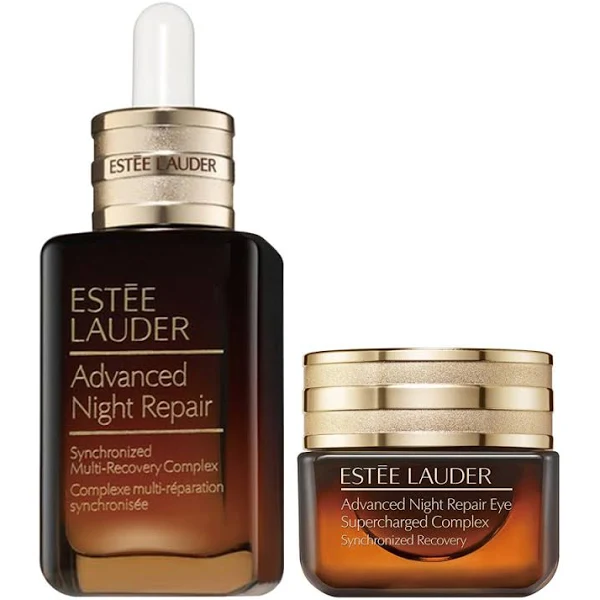 ESTĒE LAUDER
ESTĒE
LAUDER
Advanced
Night Repair
Synchronized
Multi-Recovery Complex
Complexe multi-réparation
synchronisée
ESTĒE LAUDER
Advanced Night Repair Eye
Supercharged Complex
Synchronized Recovery